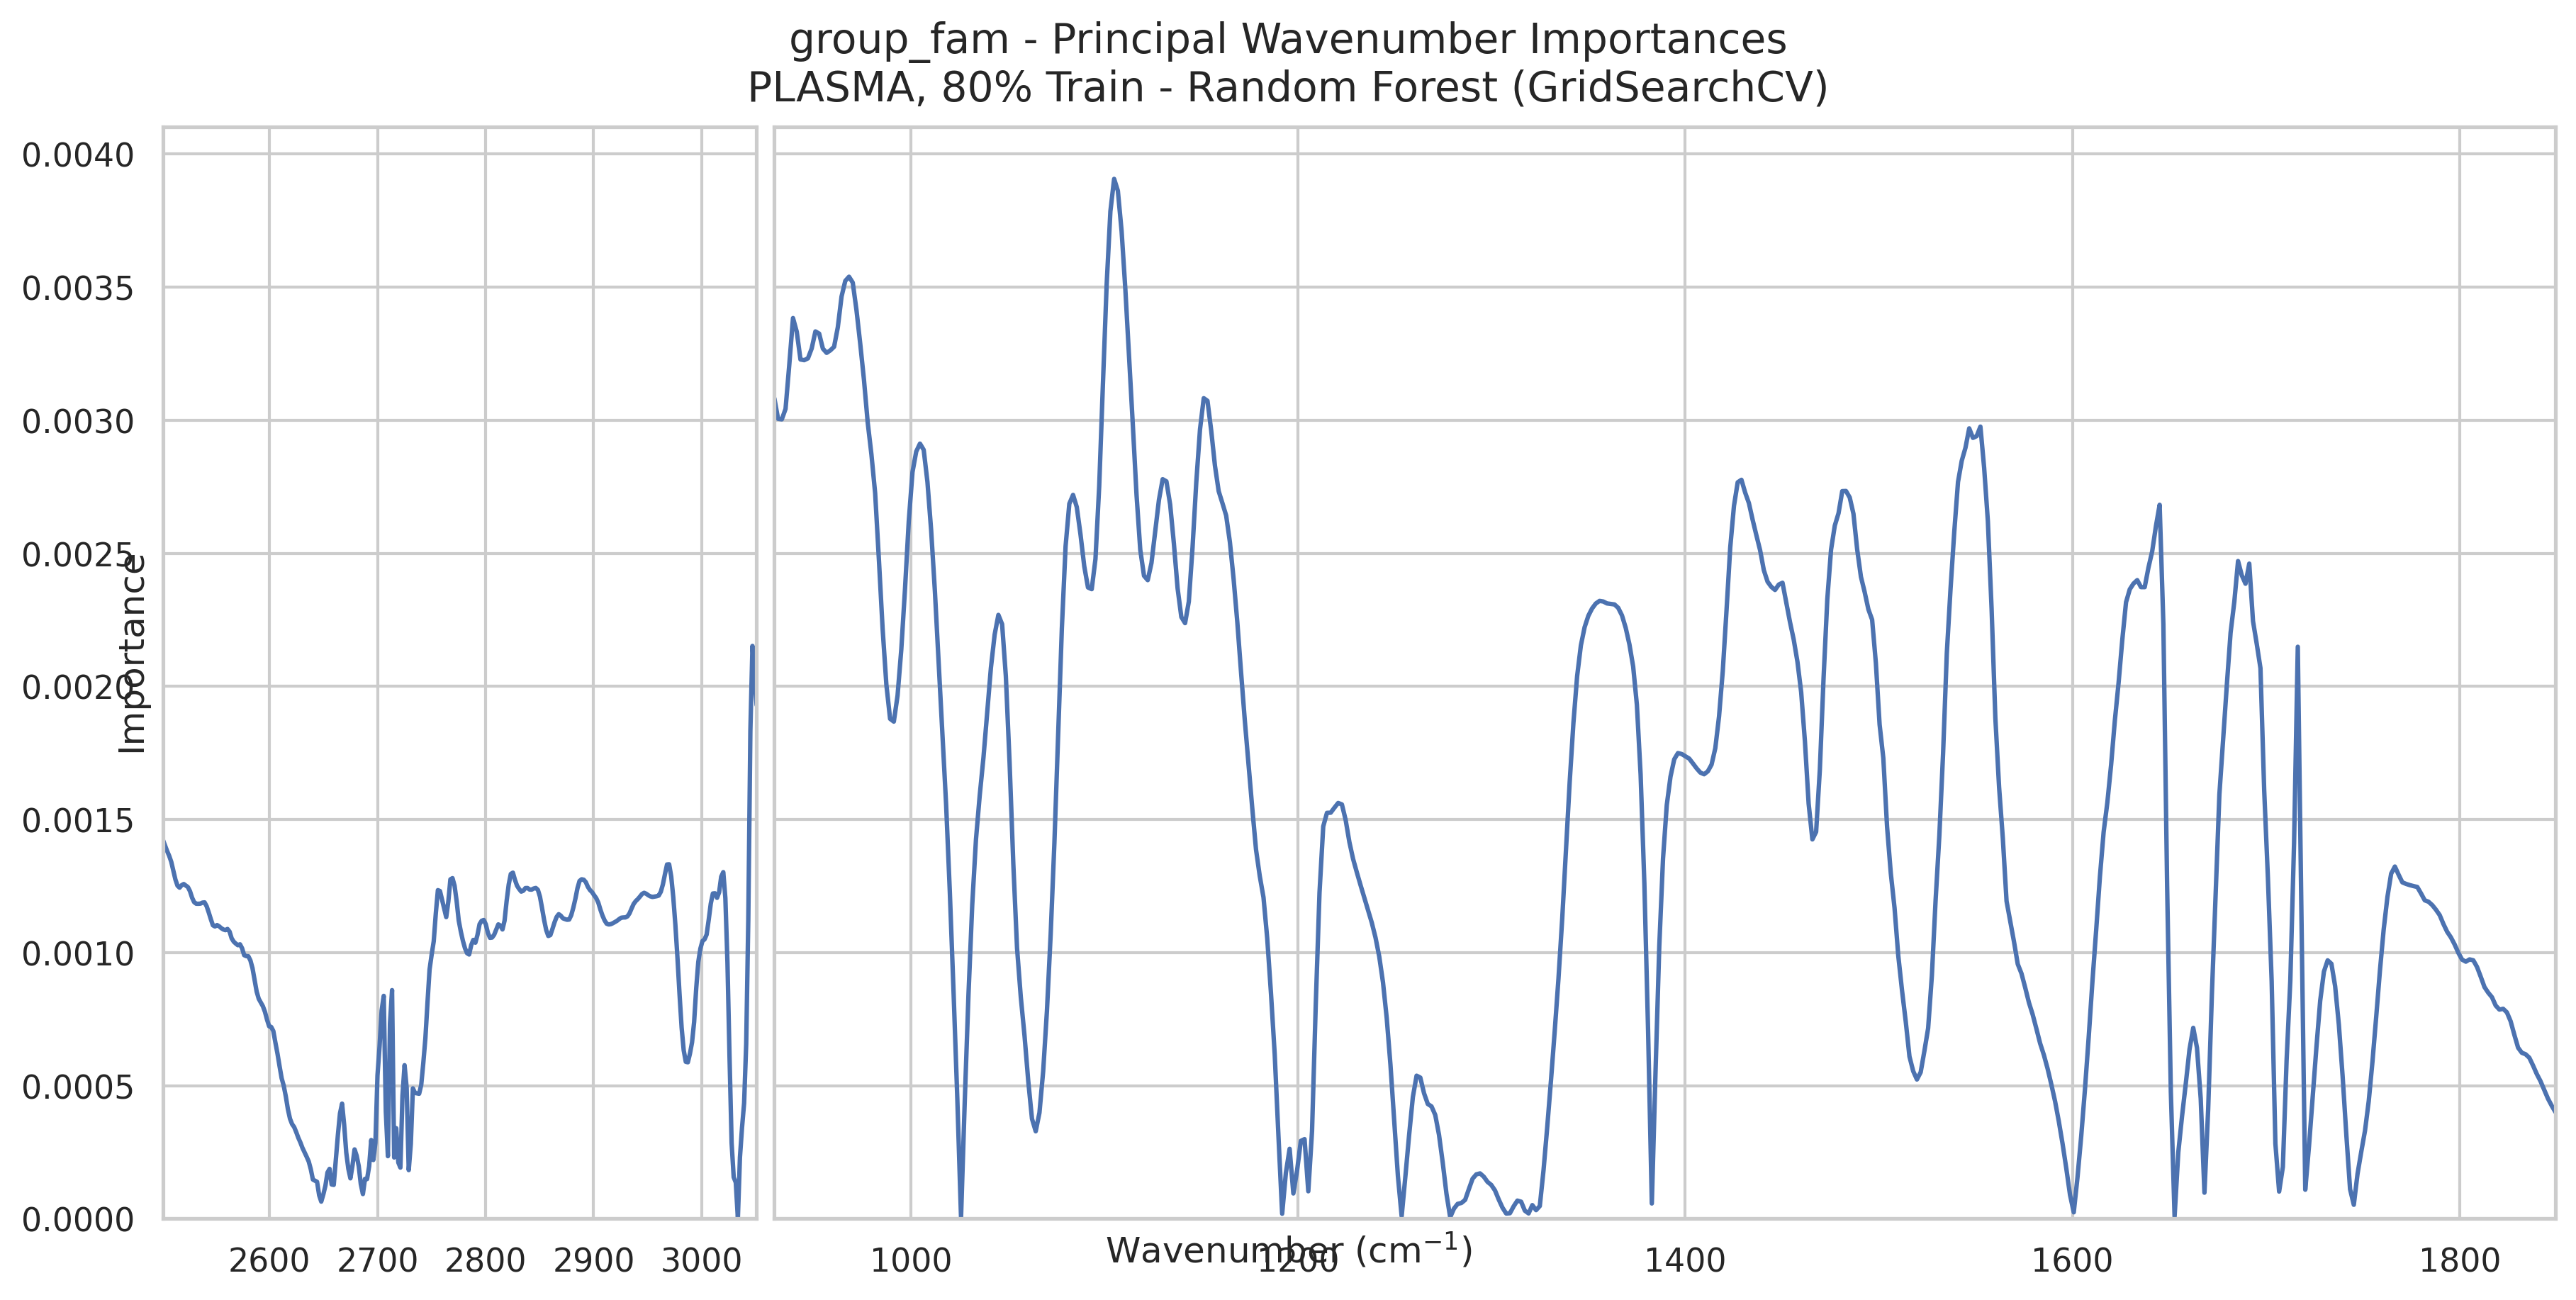 group_fam - Principal Wavenumber Importances
PLASMA, 80% Train - Random Forest (GridSearchCV)
0.0040
0.0035
0.0030
0.0025
0.0020
0.0015
0.0010
0.0005
0.0000
Importance
2600 2700 2800 2900 3000 1000 1200 1400 1600 1800
Wavenumber (cm⁻¹)